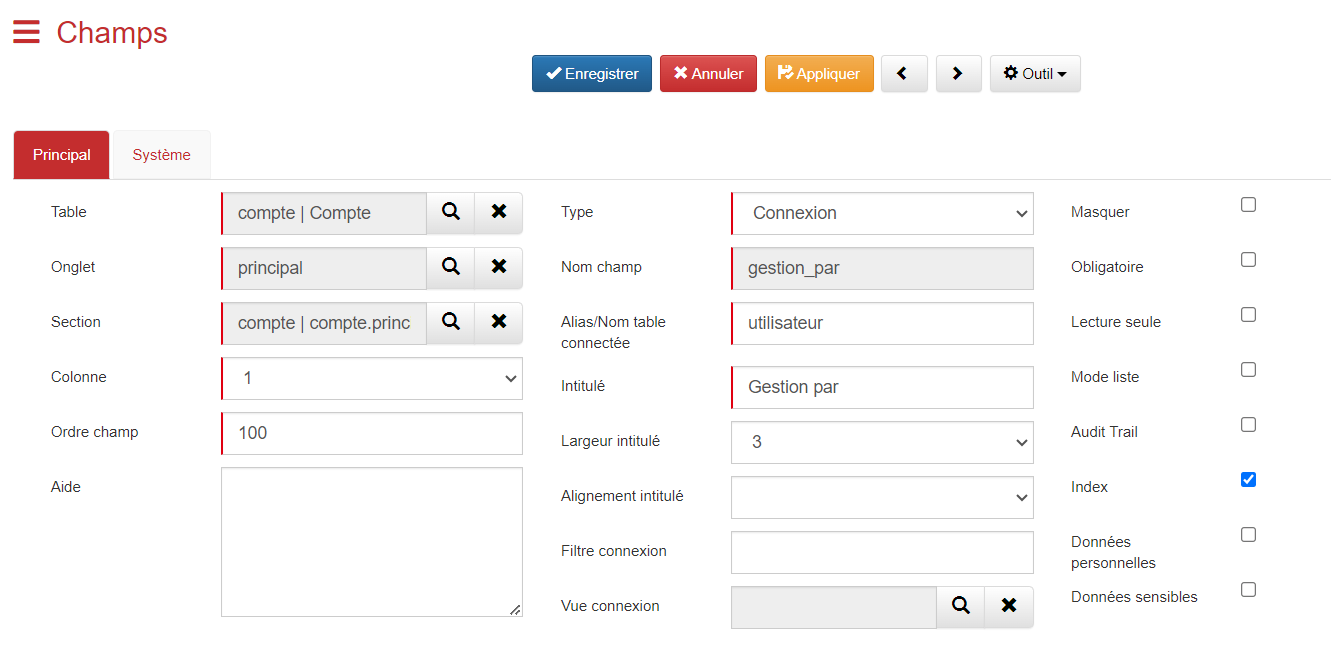 Champs
Enregistrer
Annuler
Appliquer
Outil
Principal
Système
Table
compte | Compte
Onglet
principal
Section
compte | compte.princ
Colonne
1
Ordre champ
100
Aide
Type
Connexion
Nom champ
gestion_par
Alias/Nom table
connectée
utilisateur
Intitulé
Gestion par
Largeur intitulé
3
Alignement intitulé
Filtre connexion
Vue connexion
Masquer
Obligatoire
Lecture seule
Mode liste
Audit Trail
Index
Données
personnelles
Données sensibles